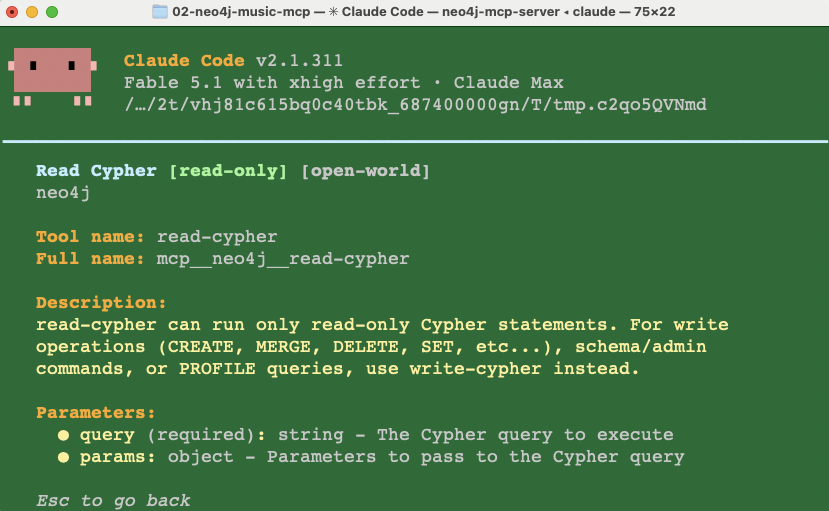 02-neo4j-music-mcp — ✳ Claude Code — neo4j-mcp-server ◂ claude — 75×22
Claude Code v2.1.311
Fable 5.1 with xhigh effort · Claude Max
/…/2t/vhj81c615bq0c40tbk_687400000gn/T/tmp.c2qo5QVNmd
Read Cypher [read-only] [open-world]
neo4j
Tool name: read-cypher
Full name: mcp__neo4j__read-cypher
Description:
read-cypher can run only read-only Cypher statements. For write
operations (CREATE, MERGE, DELETE, SET, etc...), schema/admin
commands, or PROFILE queries, use write-cypher instead.
Parameters:
● query (required): string - The Cypher query to execute
● params: object - Parameters to pass to the Cypher query
Esc to go back